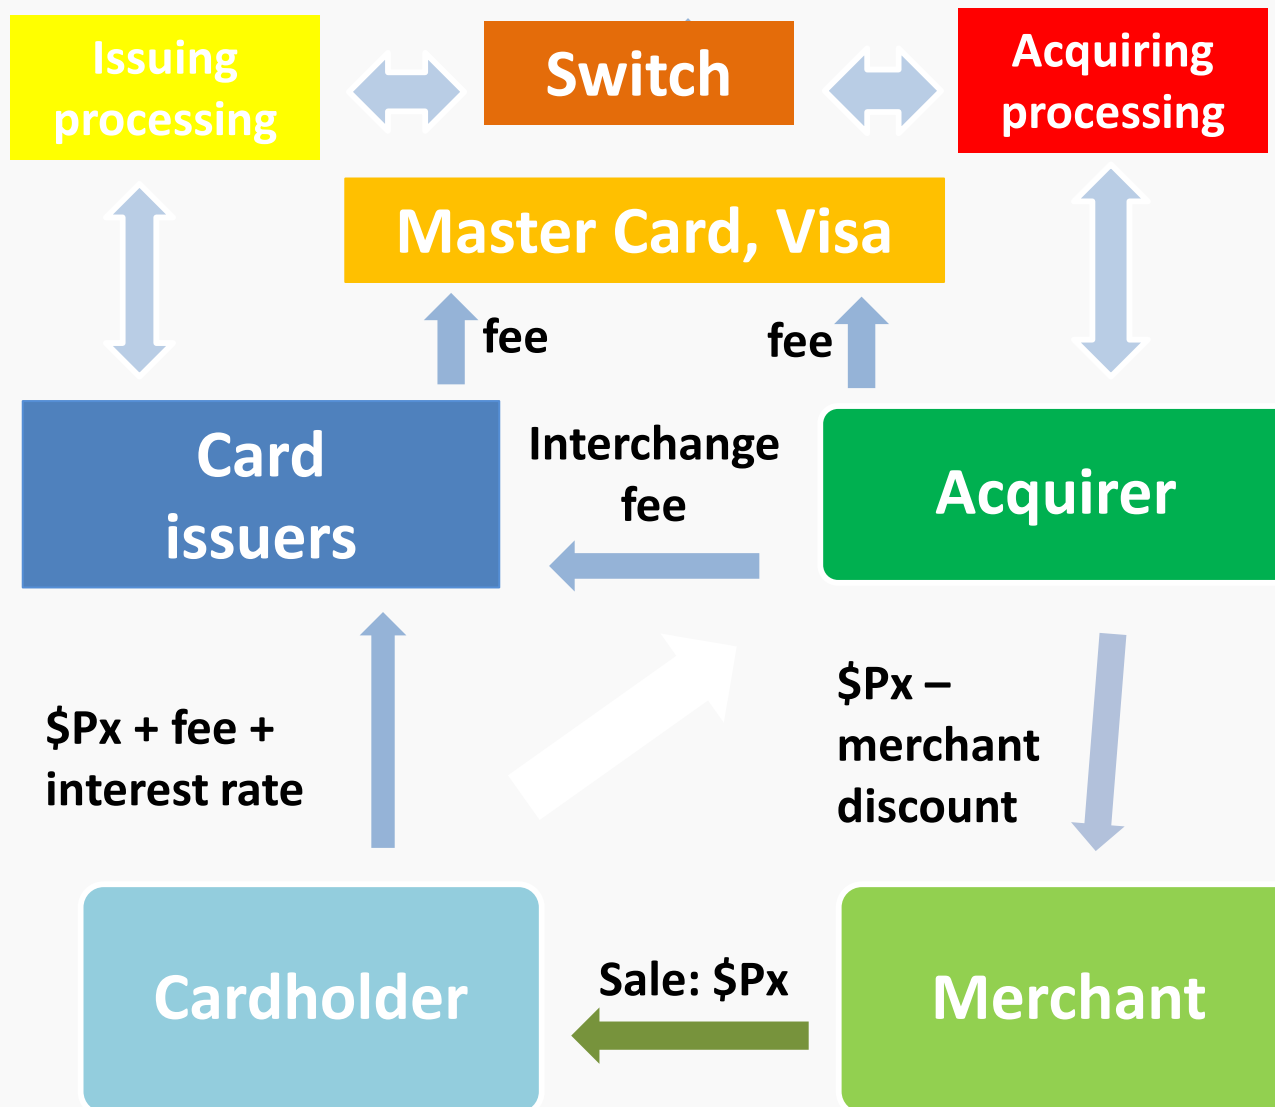 Issuing
processing
Switch
Acquiring
processing
Master Card, Visa
fee
fee
Card
issuers
Interchange
fee
Acquirer
$Px + fee +
interest rate
$Px –
merchant
discount
Cardholder
Sale: $Px
Merchant